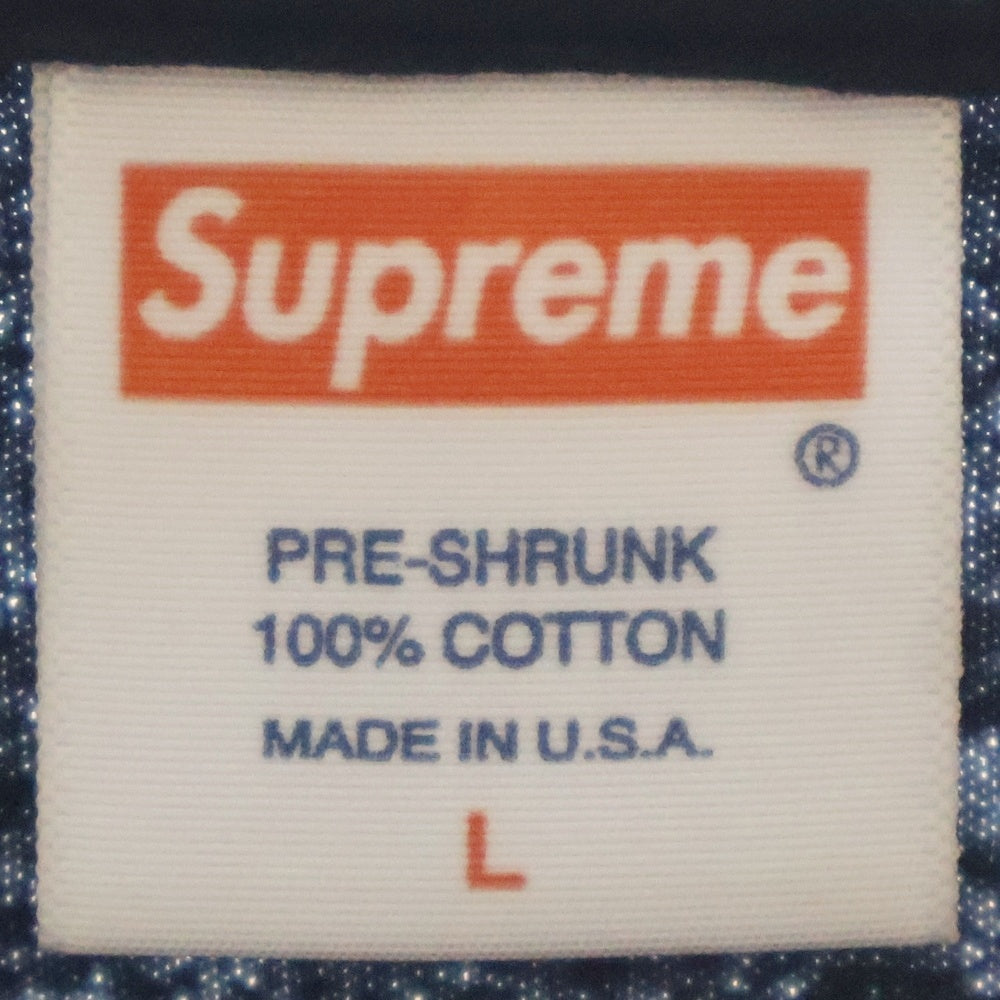 Supreme
®
PRE-SHRUNK
100% COTTON
MADE IN U.S.A.
L